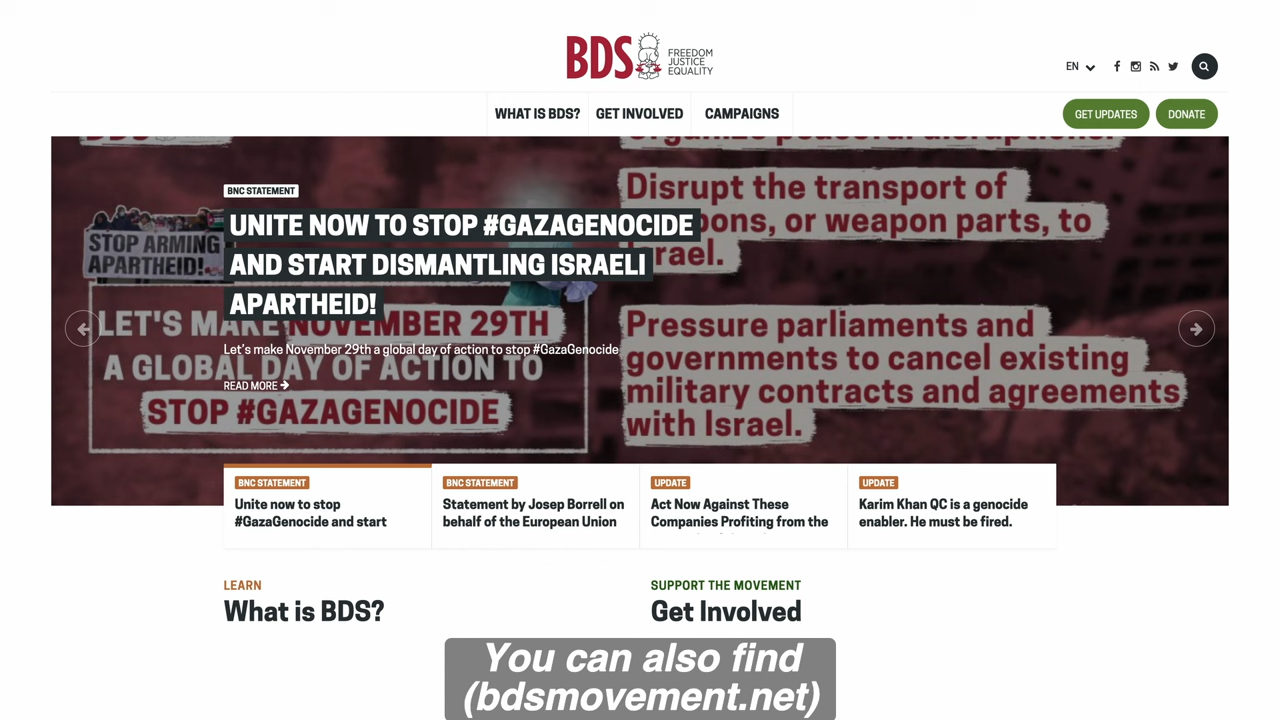 BDS
FREEDOM
JUSTICE
EQUALITY
EN
WHAT IS BDS?
GET INVOLVED
CAMPAIGNS
GET UPDATES
DONATE
BNC STATEMENT
UNITE NOW TO STOP #GAZAGENOCIDE
AND START DISMANTLING ISRAELI
APARTHEID!
Let's make November 29th a global day of action to stop #GazaGenocide
READ MORE
STOP ARMING
APARTHEID!
LET'S MAKE NOVEMBER 29TH
A GLOBAL DAY OF ACTION TO
STOP #GAZAGENOCIDE
Disrupt the transport of
pons, or weapon parts, to
rael.
Pressure parliaments and
governments to cancel existing
military contracts and agreements
with Israel.
BNC STATEMENT
Unite now to stop
#GazaGenocide and start
BNC STATEMENT
Statement by Josep Borrell on
behalf of the European Union
UPDATE
Act Now Against These
Companies Profiting from the
UPDATE
Karim Khan QC is a genocide
enabler. He must be fired.
LEARN
What is BDS?
SUPPORT THE MOVEMENT
Get Involved
You can also find
(bdsmovement.net)